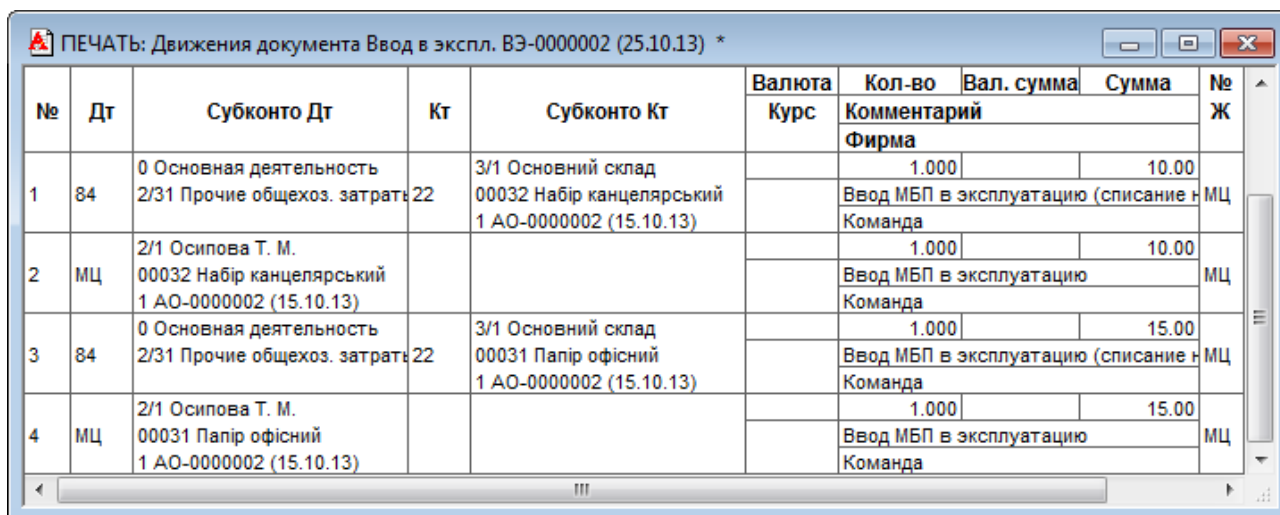 ПЕЧАТЬ: Движения документа Ввод в экспл. ВЭ-0000002 (25.10.13) *
№ Дт Субконто Дт Кт Субконто Кт Валюта Кол-во Вал. сумма Сумма №
Курс Комментарий Ж
Фирма
0 Основная деятельность 3/1 Основний склад 1.000 10.00
1 84 2/31 Прочие общехоз. затраты 22 00032 Набір канцелярський Ввод МБП в эксплуатацию (списание н МЦ
1 АО-0000002 (15.10.13) Команда
2/1 Осипова Т. М. 1.000 10.00
2 МЦ 00032 Набір канцелярський Ввод МБП в эксплуатацию МЦ
1 АО-0000002 (15.10.13) Команда
0 Основная деятельность 3/1 Основний склад 1.000 15.00
3 84 2/31 Прочие общехоз. затраты 22 00031 Папір офісний Ввод МБП в эксплуатацию (списание н МЦ
1 АО-0000002 (15.10.13) Команда
2/1 Осипова Т. М. 1.000 15.00
4 МЦ 00031 Папір офісний Ввод МБП в эксплуатацию МЦ
1 АО-0000002 (15.10.13) Команда